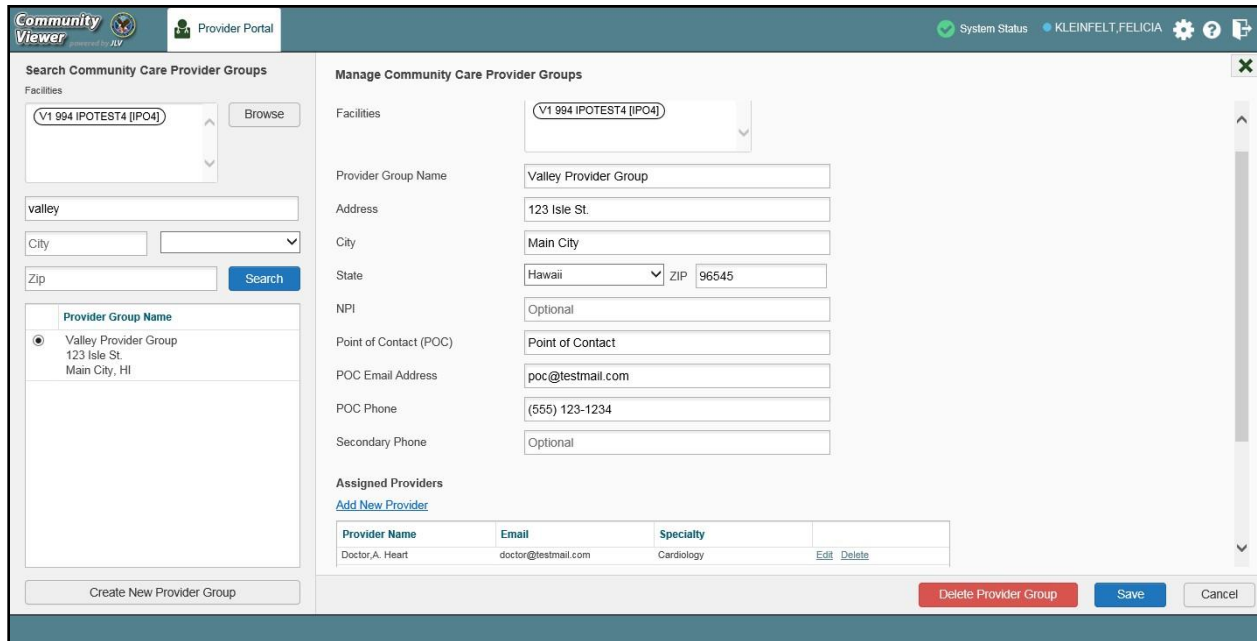 Community
Viewer powered by JLV
Provider Portal
System Status
KLEINFELT,FELICIA
Search Community Care Provider Groups
Facilities
V1 994 IPOTEST4 [IPO4]
Browse
valley
City
Zip
Search
Provider Group Name
Valley Provider Group
123 Isle St.
Main City, HI
Create New Provider Group
Manage Community Care Provider Groups
Facilities
V1 994 IPOTEST4 [IPO4]
Provider Group Name Valley Provider Group
Address 123 Isle St.
City Main City
State Hawaii ZIP 96545
NPI Optional
Point of Contact (POC) Point of Contact
POC Email Address poc@testmail.com
POC Phone (555) 123-1234
Secondary Phone Optional
Assigned Providers
Add New Provider
Provider Name Email Specialty
Doctor,A. Heart doctor@testmail.com Cardiology Edit Delete
Delete Provider Group Save Cancel